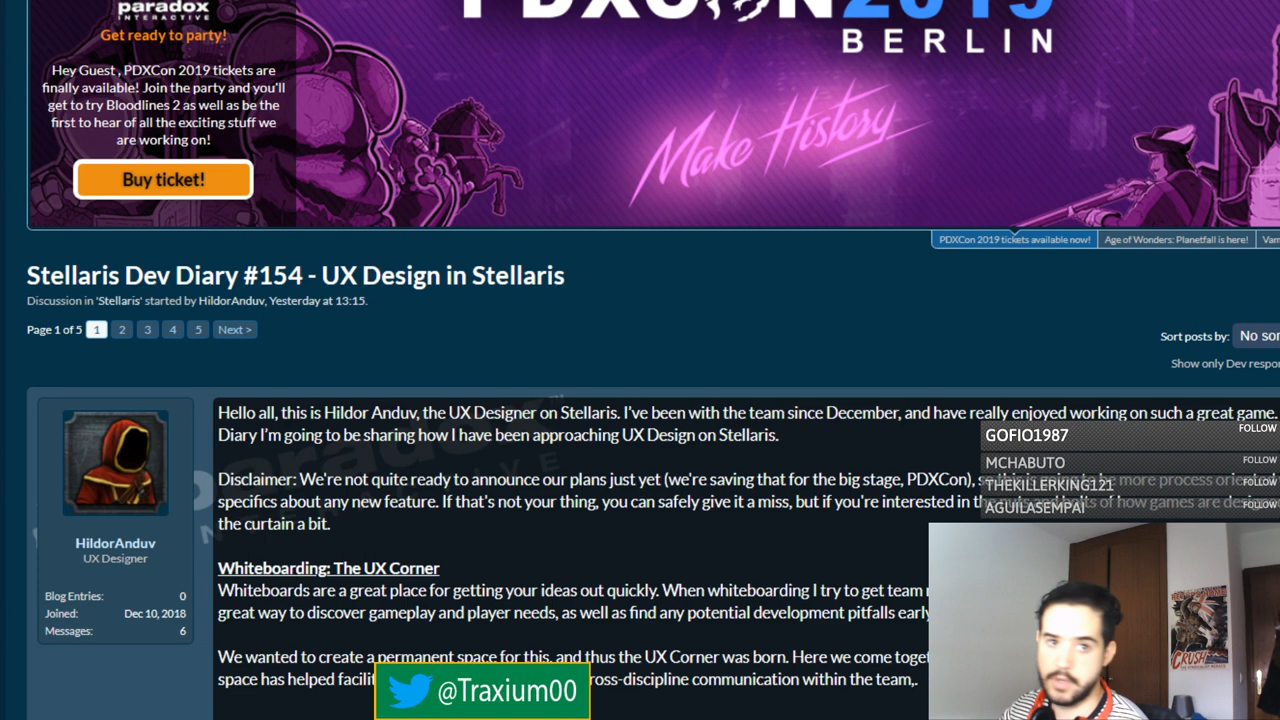 paradox
INTERACTIVE
Get ready to party!
Hey Guest , PDXCon 2019 tickets are
finally available! Join the party and you'll
get to try Bloodlines 2 as well as be the
first to hear of all the exciting stuff we
are working on!
Buy ticket!
PDXCON 2019
BERLIN
Make History
PDXCon 2019 tickets available now!
Age of Wonders: Planetfall is here!
Stellaris Dev Diary #154 - UX Design in Stellaris
Discussion in 'Stellaris' started by HildorAnduv, Yesterday at 13:15.
Page 1 of 5 1 2 3 4 5 Next >
Sort posts by:
Show only Dev
HildorAnduv
UX Designer
Blog Entries: 0
Joined: Dec 10, 2018
Messages: 6
Hello all, this is Hildor Anduv, the UX Designer on Stellaris. I've been with the team since December, and have really enjoyed working on such a great game.
Diary I'm going to be sharing how I have been approaching UX Design on Stellaris.
Disclaimer: We're not quite ready to announce our plans just yet (we're saving that for the big stage, PDXCon), be more process
specifics about any new feature. If that's not your thing, you can safely give it a miss, but if you're interested in of how games are
the curtain a bit.
Whiteboarding: The UX Corner
Whiteboards are a great place for getting your ideas out quickly. When whiteboarding I try to get team
great way to discover gameplay and player needs, as well as find any potential development pitfalls early
We wanted to create a permanent space for this, and thus the UX Corner was born. Here we come
space has helped cross-discipline communication within the team,.
GOFIO1987 FOLLOW
MCHABUTO FOLLOW
THEKILLERKING121 FOLLOW
AGUILASEMPAI FOLLOW
@Traxium00
CRUSH